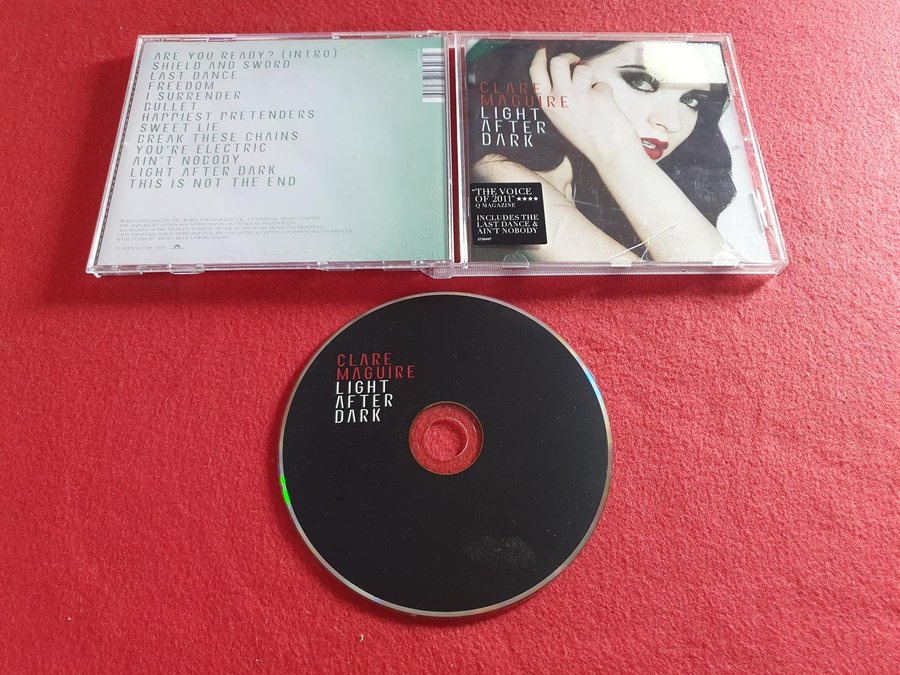 ARE YOU READY? (INTRO)
SHIELD AND SWORD
LAST DANCE
FREEDOM
I SURRENDER
BULLET
HAPPIEST PRETENDERS
SWEET LIE
BREAK THESE CHAINS
YOU'RE ELECTRIC
AIN'T NOBODY
LIGHT AFTER DARK
THIS IS NOT THE END
CLARE
MAGUIRE
LIGHT
AFTER
DARK
"THE VOICE
OF 2011" ★★★★
Q MAGAZINE
INCLUDES THE
LAST DANCE &
AIN'T NOBODY
CLARE
MAGUIRE
LIGHT
AFTER
DARK